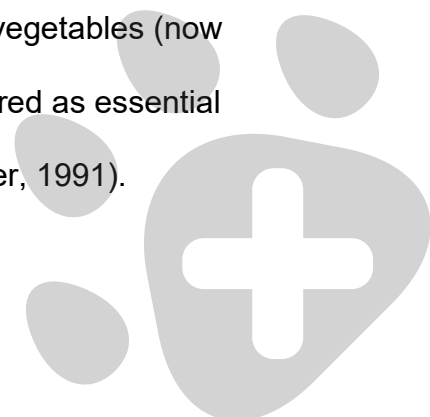 vegetables (now
red as essential
er, 1991).